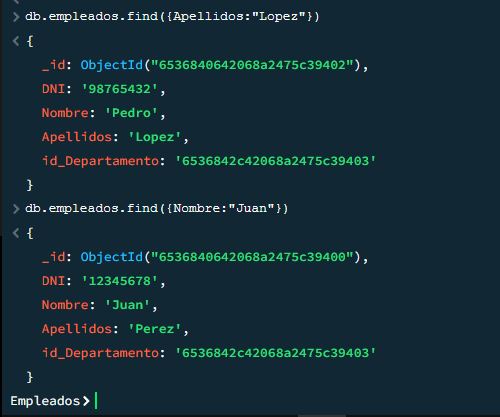 > db.empleados.find({Apellidos:"Lopez"})
< {
_id: ObjectId("6536840642068a2475c39402"),
DNI: '98765432',
Nombre: 'Pedro',
Apellidos: 'Lopez',
id_Departamento: '6536842c42068a2475c39403'
}
> db.empleados.find({Nombre:"Juan"})
< {
_id: ObjectId("6536840642068a2475c39400"),
DNI: '12345678',
Nombre: 'Juan',
Apellidos: 'Perez',
id_Departamento: '6536842c42068a2475c39403'
}
Empleados>